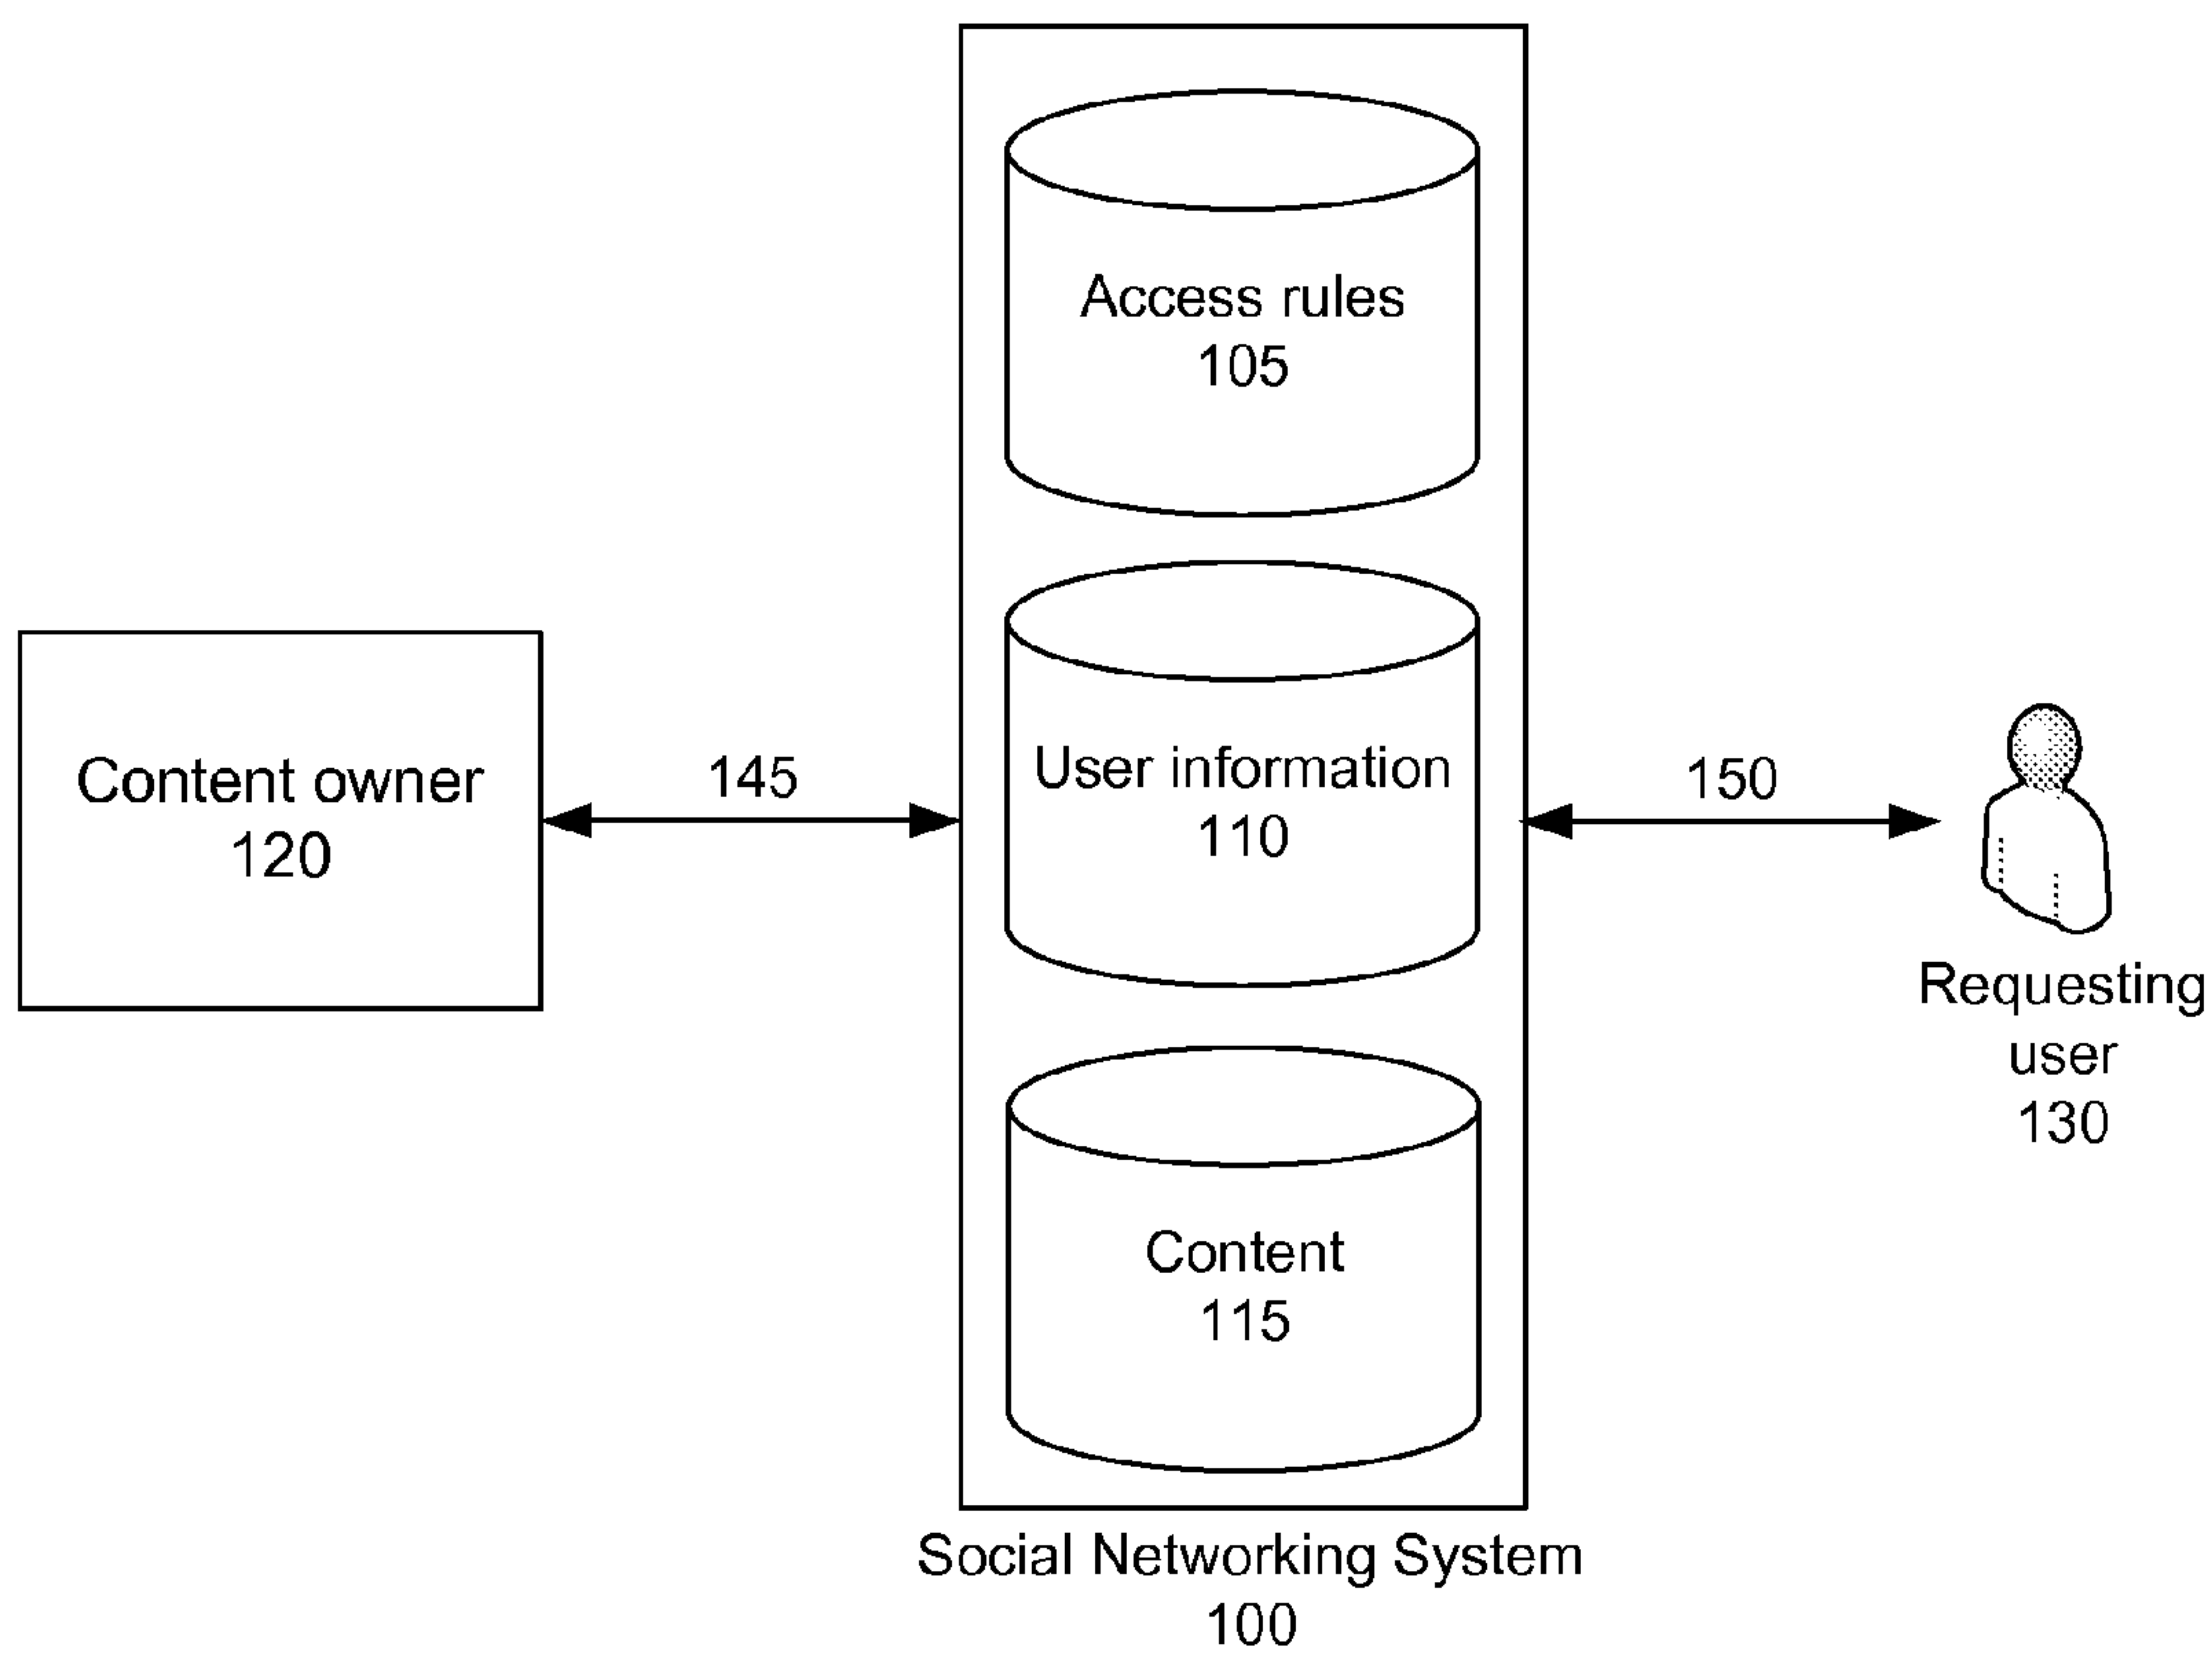 Access rules
105
Content owner
120
145
User information
110
150
Requesting
user
130
Content
115
Social Networking System
100